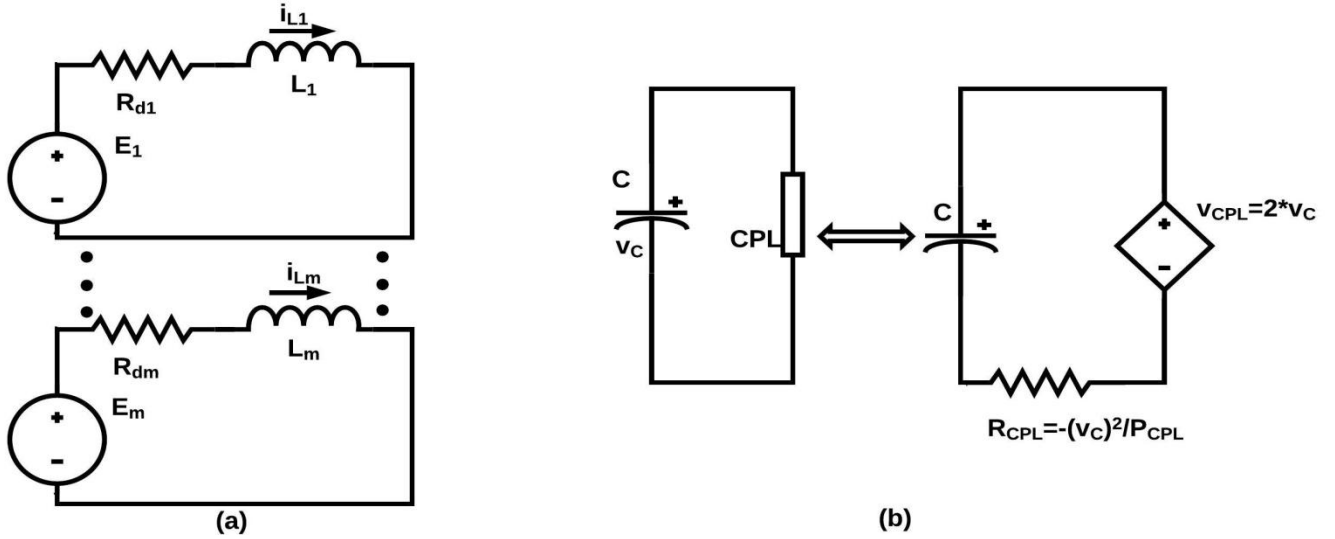 i_L1
L_1
R_d1
E_1
+
-
i_Lm
L_m
R_dm
E_m
+
-
(a)
C
+
v_C
CPL
C
+
v_CPL=2*v_C
+
-
R_CPL=-(v_C)^2/P_CPL
(b)